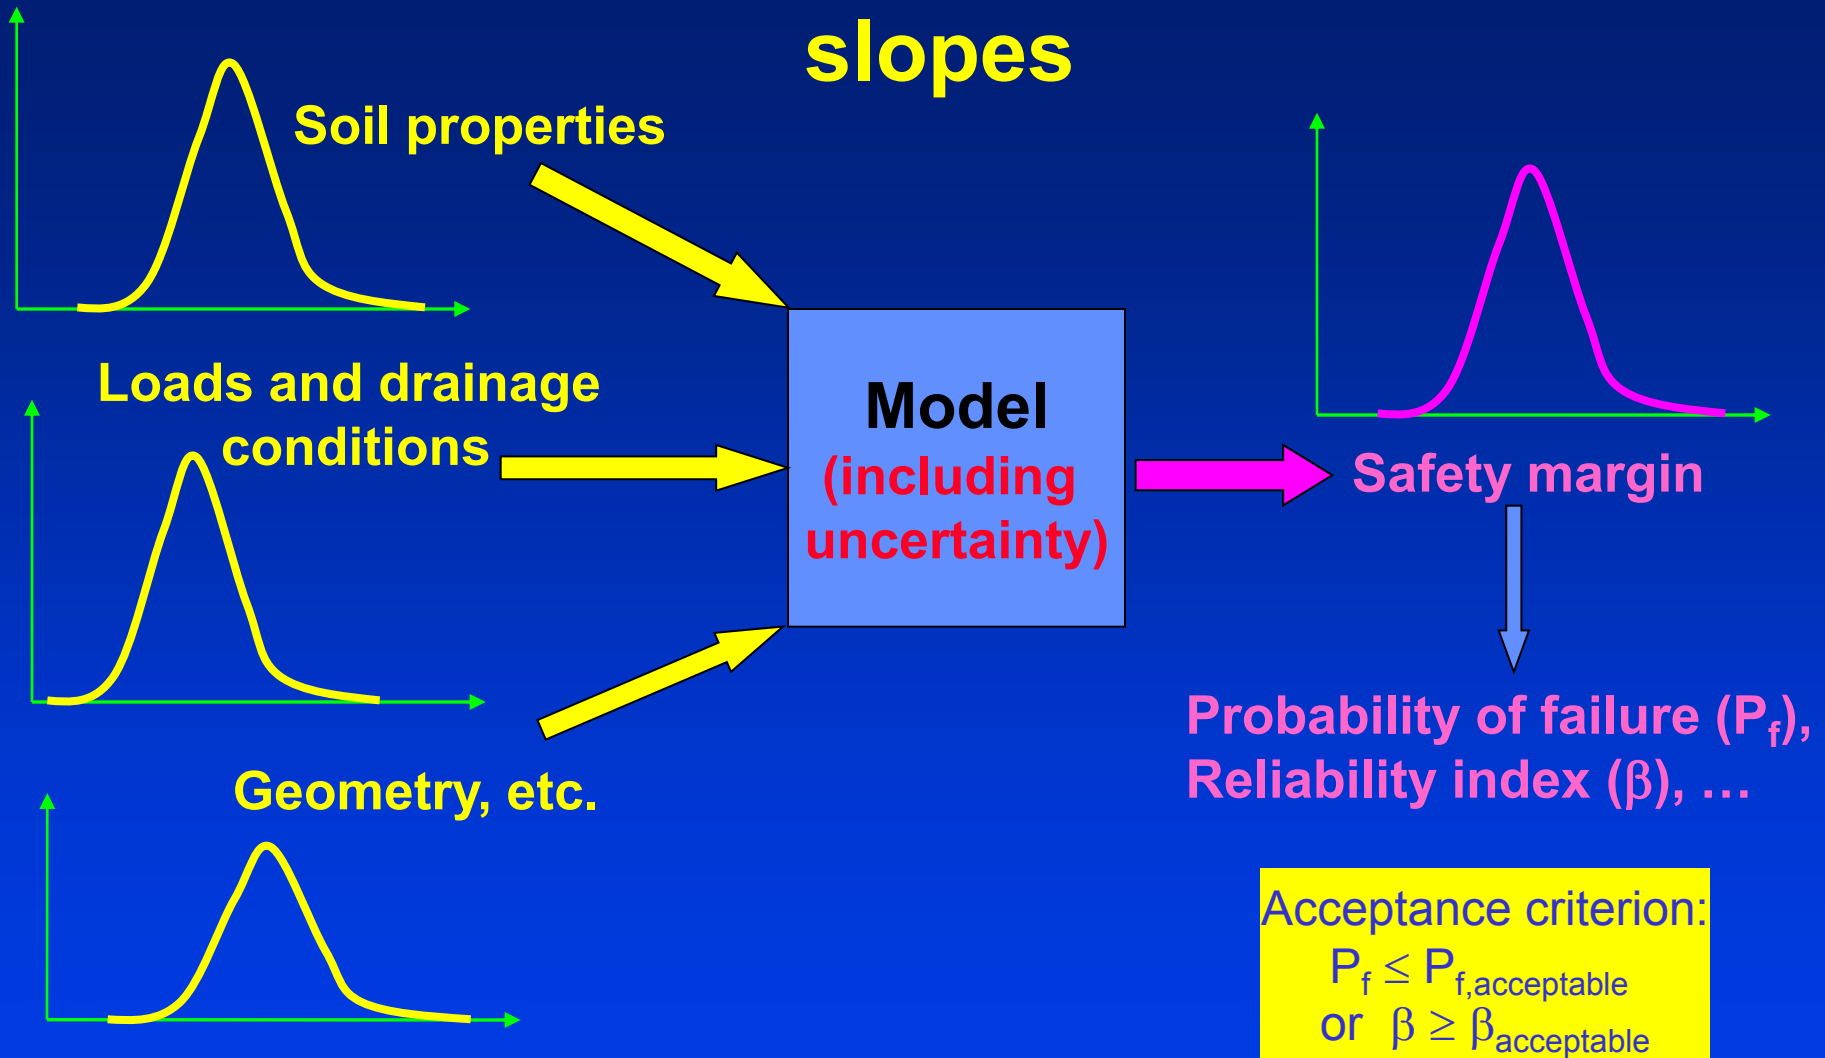 slopes
Soil properties
Loads and drainage
conditions
Geometry, etc.
Model
(including
uncertainty)
Safety margin
Probability of failure (Pf),
Reliability index (β), …
Acceptance criterion:
Pf ≤ Pf,acceptable
or β ≥ βacceptable